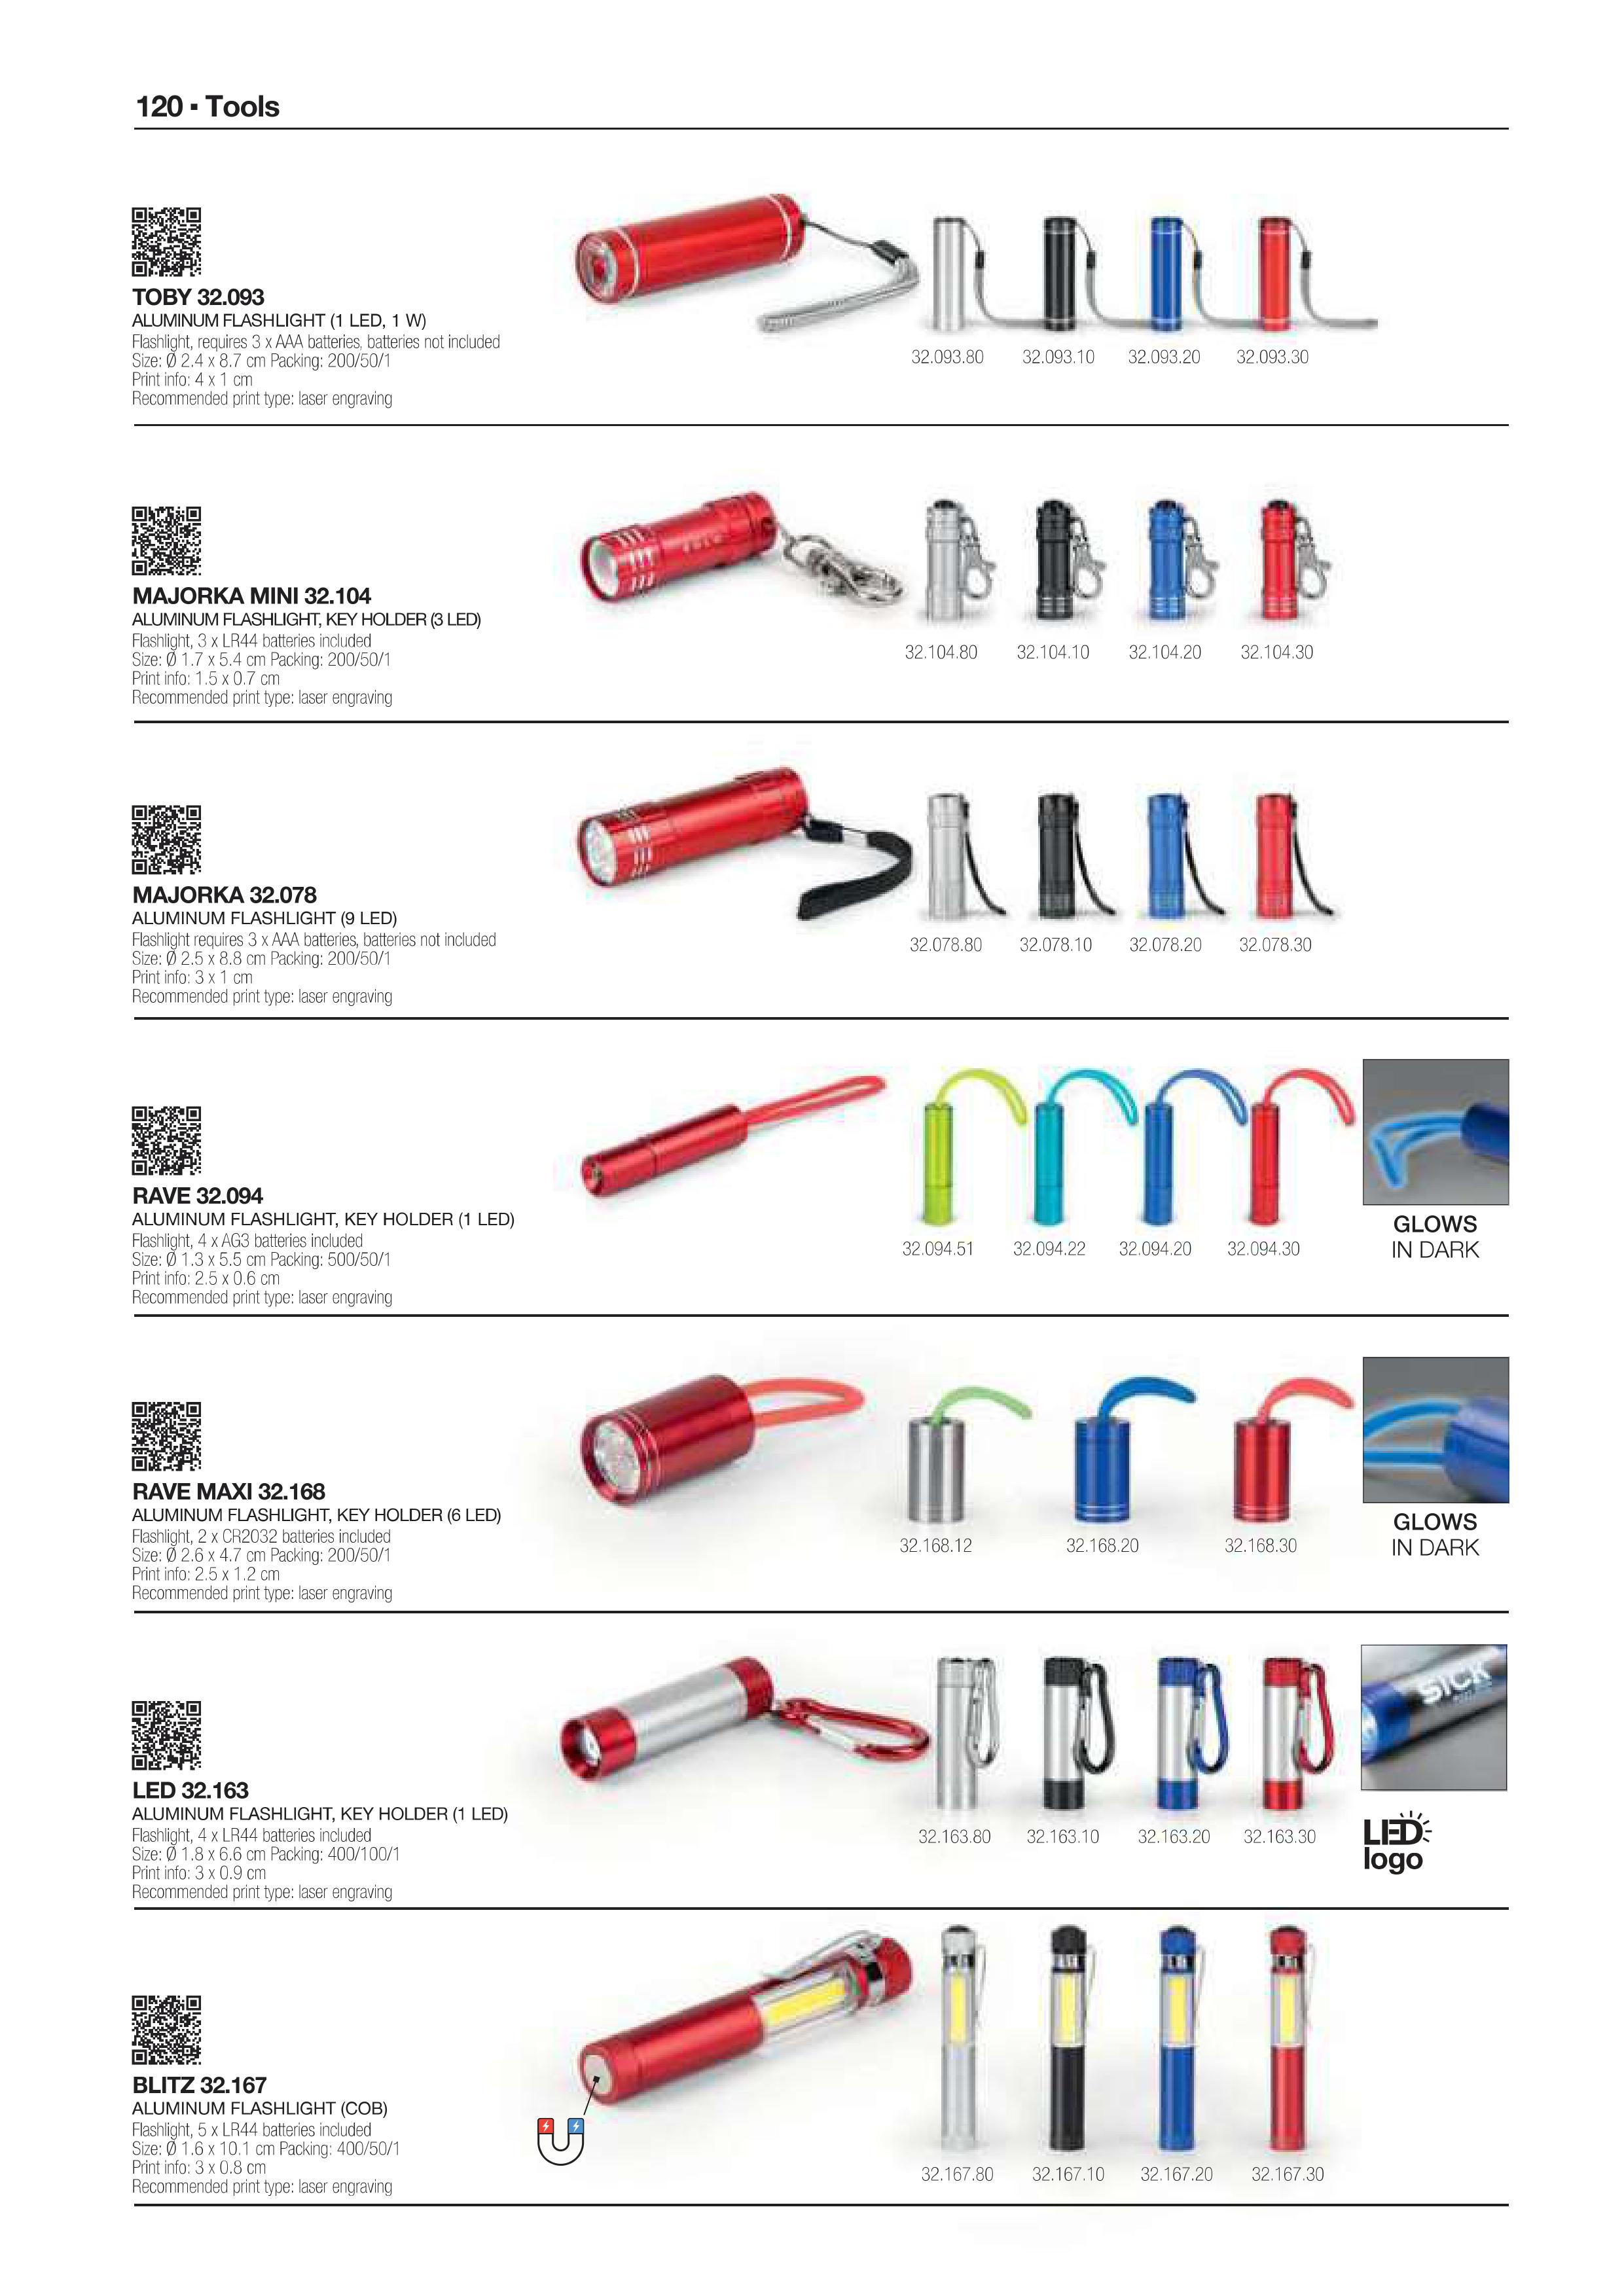 120 ▪ Tools
TOBY 32.093
ALUMINUM FLASHLIGHT (1 LED, 1 W)
Flashlight, requires 3 x AAA batteries, batteries not included
Size: Ø 2.4 x 8.7 cm Packing: 200/50/1
Print info: 4 x 1 cm
Recommended print type: laser engraving
32.093.80 32.093.10 32.093.20 32.093.30
MAJORKA MINI 32.104
ALUMINUM FLASHLIGHT, KEY HOLDER (3 LED)
Flashlight, 3 x LR44 batteries included
Size: Ø 1.7 x 5.4 cm Packing: 200/50/1
Print info: 1.5 x 0.7 cm
Recommended print type: laser engraving
32.104.80 32.104.10 32.104.20 32.104.30
MAJORKA 32.078
ALUMINUM FLASHLIGHT (9 LED)
Flashlight requires 3 x AAA batteries, batteries not included
Size: Ø 2.5 x 8.8 cm Packing: 200/50/1
Print info: 3 x 1 cm
Recommended print type: laser engraving
32.078.80 32.078.10 32.078.20 32.078.30
RAVE 32.094
ALUMINUM FLASHLIGHT, KEY HOLDER (1 LED)
Flashlight, 4 x AG3 batteries included
Size: Ø 1.3 x 5.5 cm Packing: 500/50/1
Print info: 2.5 x 0.6 cm
Recommended print type: laser engraving
32.094.51 32.094.22 32.094.20 32.094.30
GLOWS
IN DARK
RAVE MAXI 32.168
ALUMINUM FLASHLIGHT, KEY HOLDER (6 LED)
Flashlight, 2 x CR2032 batteries included
Size: Ø 2.6 x 4.7 cm Packing: 200/50/1
Print info: 2.5 x 1.2 cm
Recommended print type: laser engraving
32.168.12 32.168.20 32.168.30
GLOWS
IN DARK
LED 32.163
ALUMINUM FLASHLIGHT, KEY HOLDER (1 LED)
Flashlight, 4 x LR44 batteries included
Size: Ø 1.8 x 6.6 cm Packing: 400/100/1
Print info: 3 x 0.9 cm
Recommended print type: laser engraving
32.163.80 32.163.10 32.163.20 32.163.30
SICK
LED
logo
BLITZ 32.167
ALUMINUM FLASHLIGHT (COB)
Flashlight, 5 x LR44 batteries included
Size: Ø 1.6 x 10.1 cm Packing: 400/50/1
Print info: 3 x 0.8 cm
Recommended print type: laser engraving
32.167.80 32.167.10 32.167.20 32.167.30